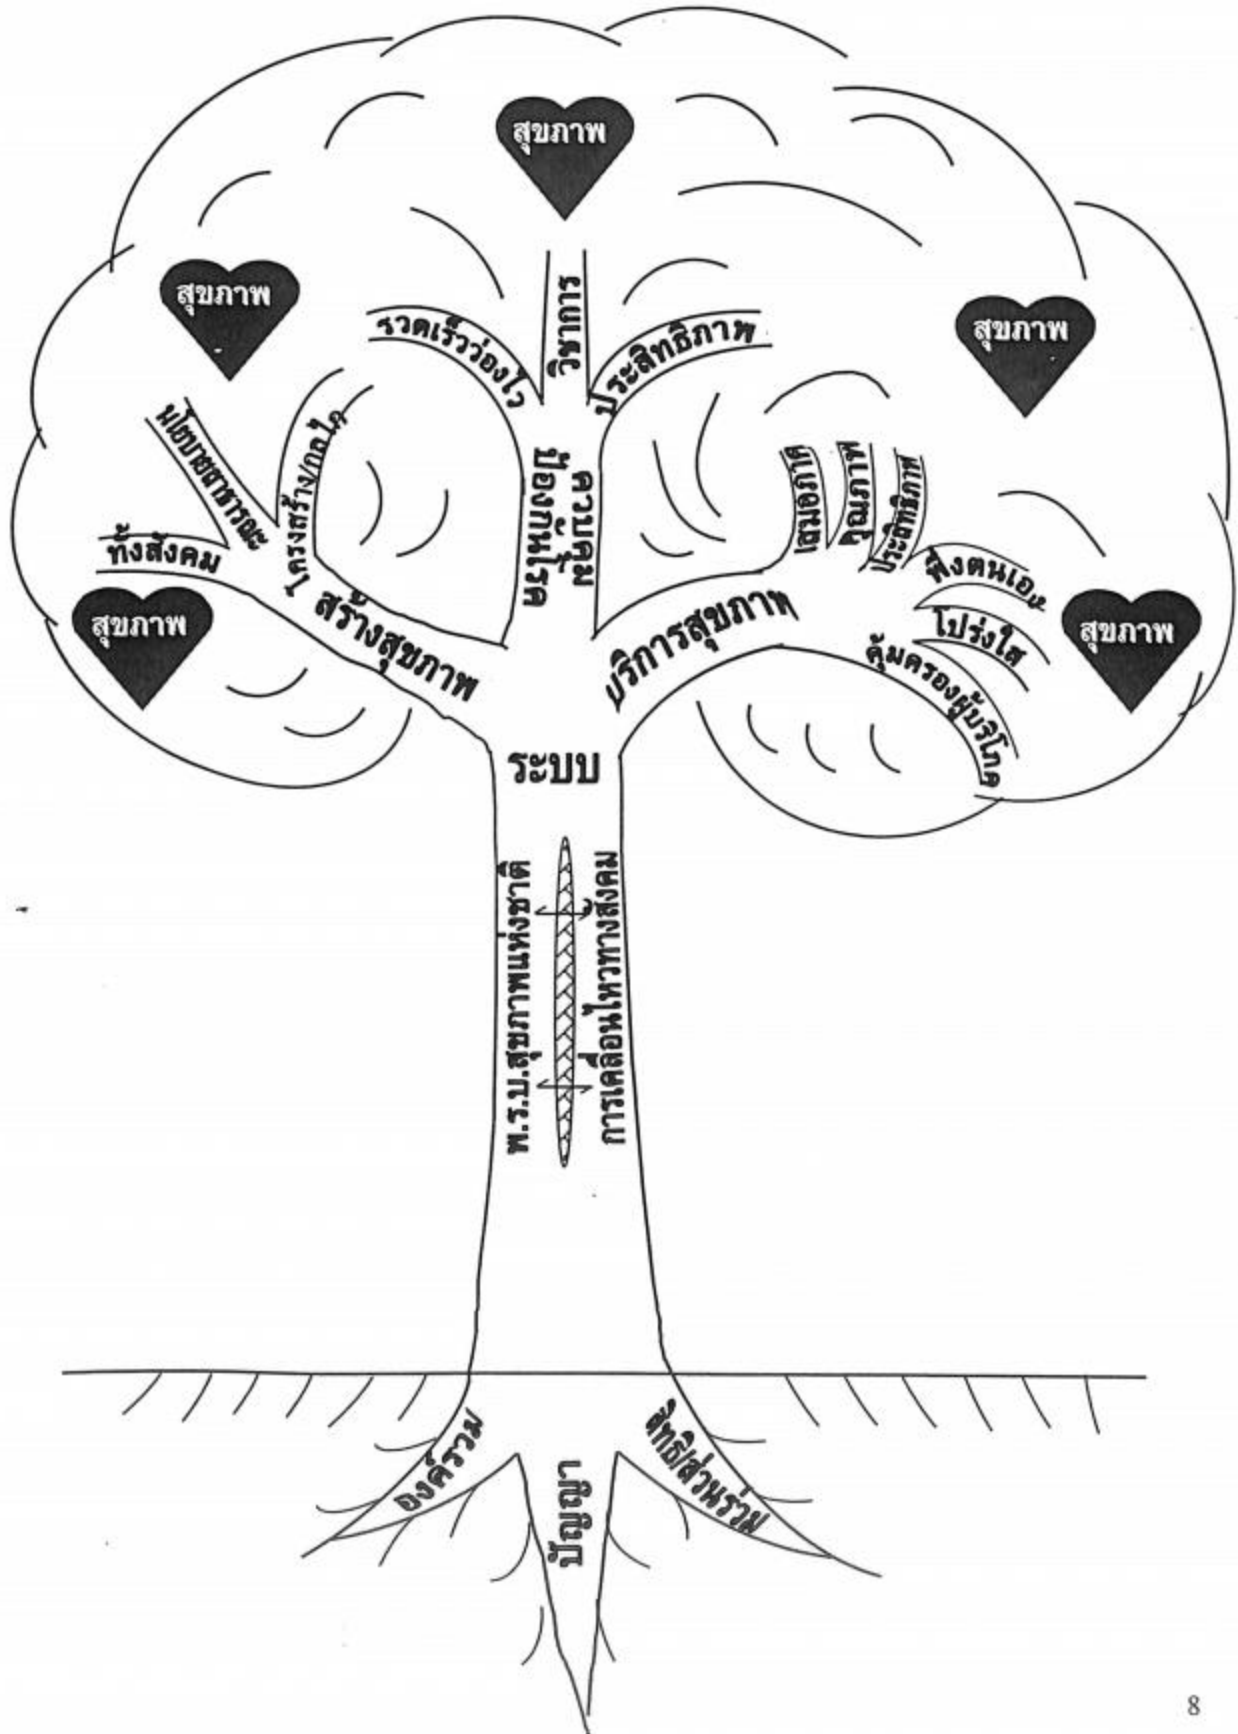 สุขภาพ
สุขภาพ
สุขภาพ
วิชาการ
รวดเร็วว่องไว
ประสิทธิภาพ
นโยบายสาธารณะ
โครงสร้าง/กลไก
ทั้งสังคม
ควบคุม
ป้องกันโรค
เสมอภาค
คุณภาพ
ประสิทธิภาพ
พึ่งตนเอง
โปร่งใส
คุ้มครองผู้บริโภค
สุขภาพ
สุขภาพ
สร้างสุขภาพ
บริการสุขภาพ
ระบบ
พ.ร.บ.สุขภาพแห่งชาติ
การเคลื่อนไหวทางสังคม
องค์รวม
ปัญญา
สิทธิ/ส่วนร่วม
8